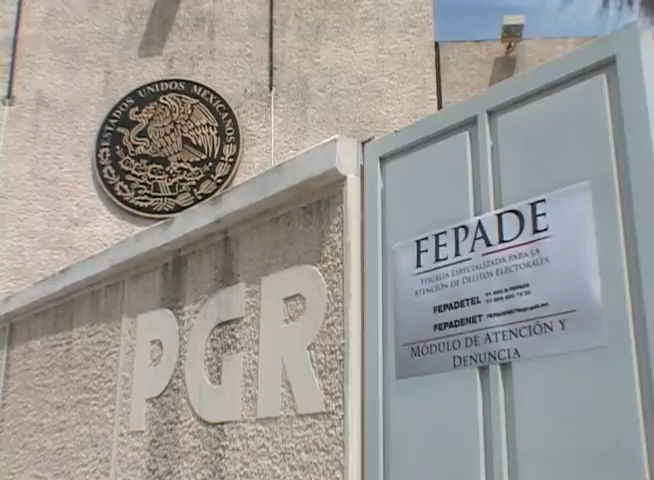 ESTADOS UNIDOS MEXICANOS
PGR
FEPADE
FISCALÍA ESPECIALIZADA PARA LA
ATENCIÓN DE DELITOS ELECTORALES
FEPADETEL
FEPADENET:
MÓDULO DE ATENCIÓN Y
DENUNCIA